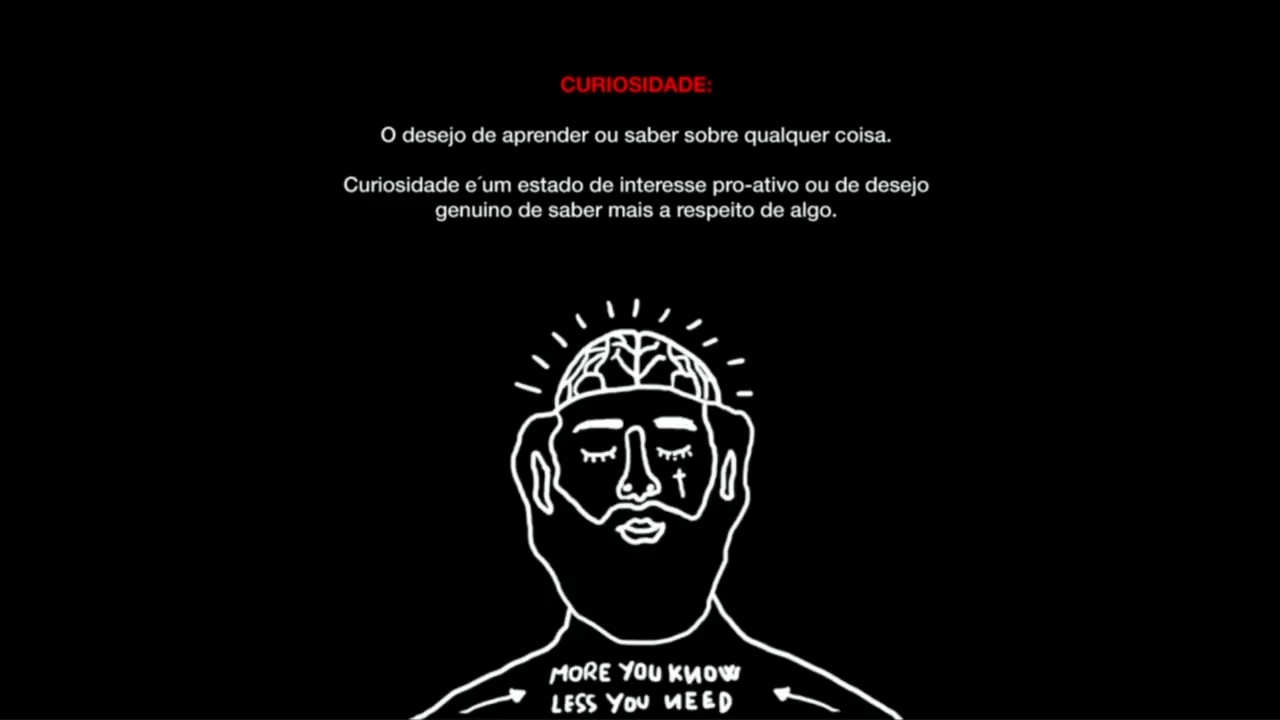 CURIOSIDADE:
O desejo de aprender ou saber sobre qualquer coisa.
Curiosidade e´um estado de interesse pro-ativo ou de desejo
genuino de saber mais a respeito de algo.
MORE YOU KNOW
LESS YOU NEED